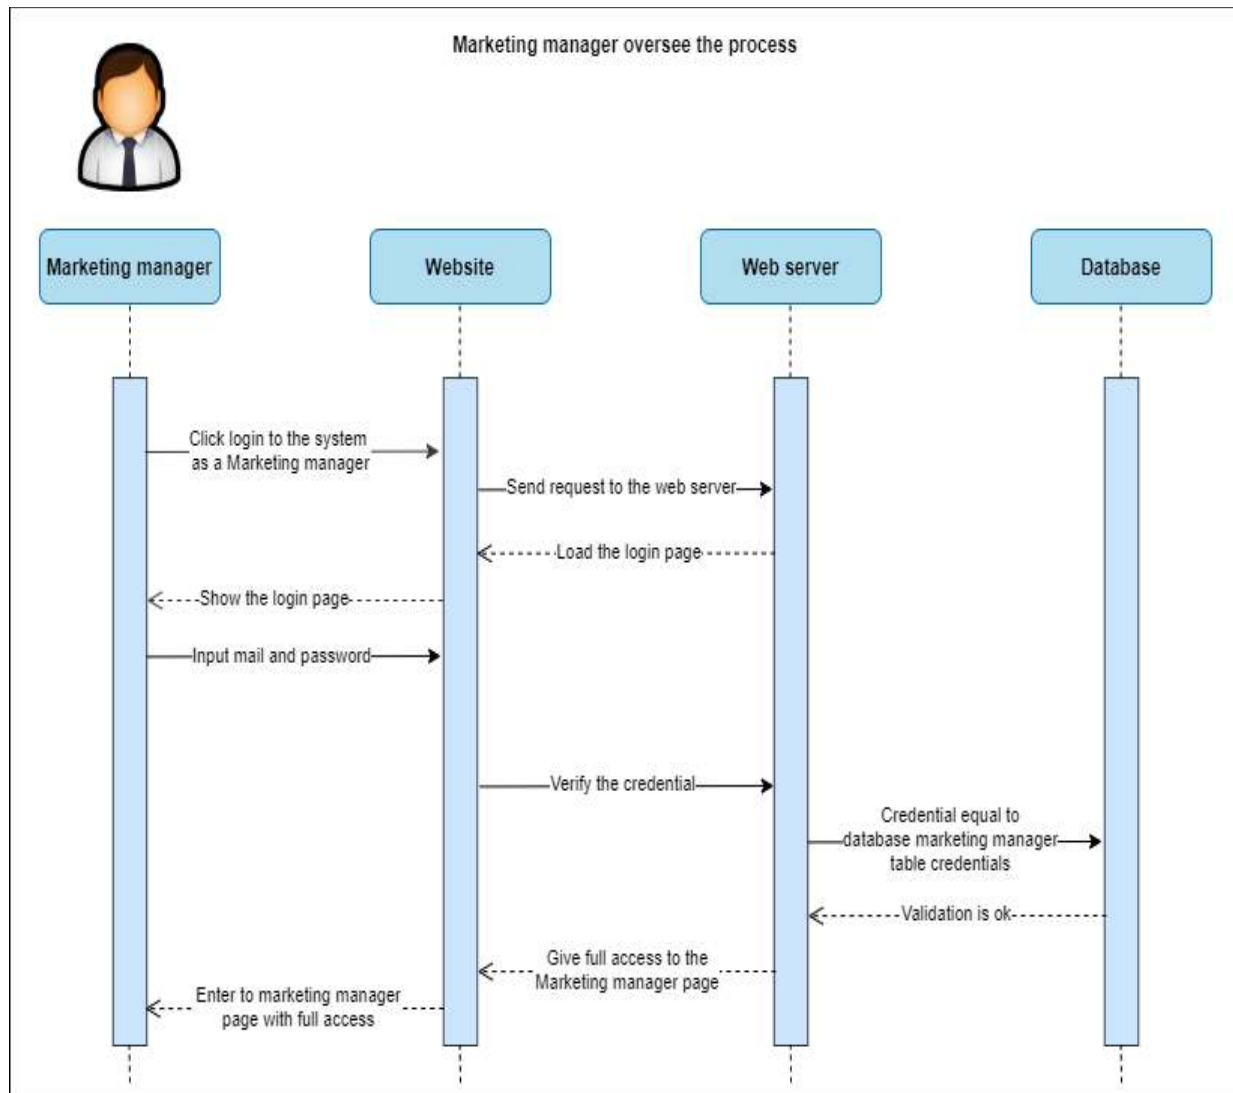 Marketing manager oversee the process
Marketing manager
Website
Web server
Database
Click login to the system
as a Marketing manager
Send request to the web server
Load the login page
Show the login page
Input mail and password
Verify the credential
Credential equal to
database marketing manager
table credentials
Validation is ok
Give full access to the
Marketing manager page
Enter to marketing manager
page with full access